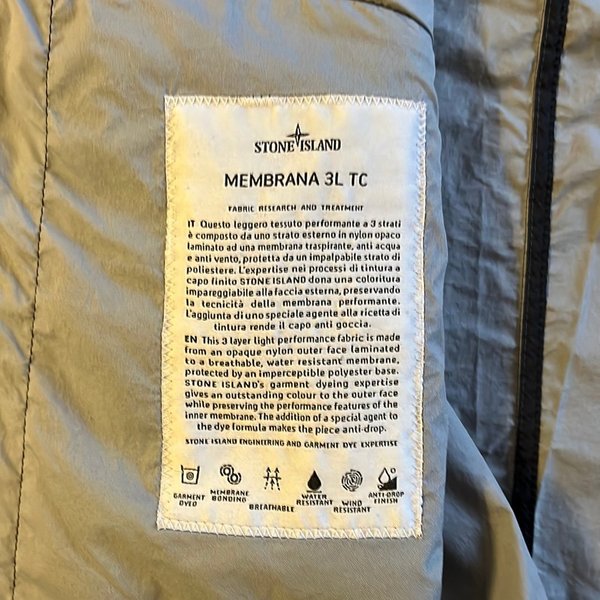 STONE ISLAND
MEMBRANA 3L TC
FABRIC RESEARCH AND TREATMENT
IT Questo leggero tessuto performante a 3 strati
è composto da uno strato esterno in nylon opaco
laminato ad una membrana traspirante, anti acqua
e anti vento, protetta da un impalpabile strato di
poliestere. L'expertise nei processi di tintura a
capo finito STONE ISLAND dona una coloritura
impareggiabile alla faccia esterna, preservando
la tecnicità della membrana performante.
L'aggiunta di uno speciale agente alla ricetta di
tintura rende il capo anti goccia.
EN This 3 layer light performance fabric is made
from an opaque nylon outer face laminated
to a breathable, water resistant membrane,
protected by an imperceptible polyester base.
STONE ISLAND's garment dyeing expertise
gives an outstanding colour to the outer face
while preserving the performance features of the
inner membrane. The addition of a special agent to
the dye formula makes the piece anti-drop.
STONE ISLAND ENGINEERING AND GARMENT DYE EXPERTISE
GARMENT
DYED
MEMBRANE
BONDING
BREATHABLE
WATER
RESISTANT
WIND
RESISTANT
ANTI-DROP
FINISH